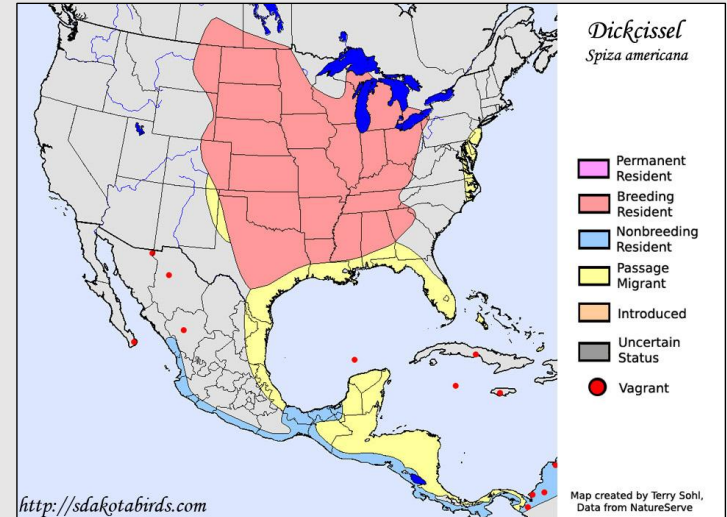 Dickcissel
Spiza americana
Permanent
Resident
Breeding
Resident
Nonbreeding
Resident
Passage
Migrant
Introduced
Uncertain
Status
Vagrant
http://sdakotabirds.com
Map created by Terry Sohl,
Data from NatureServe